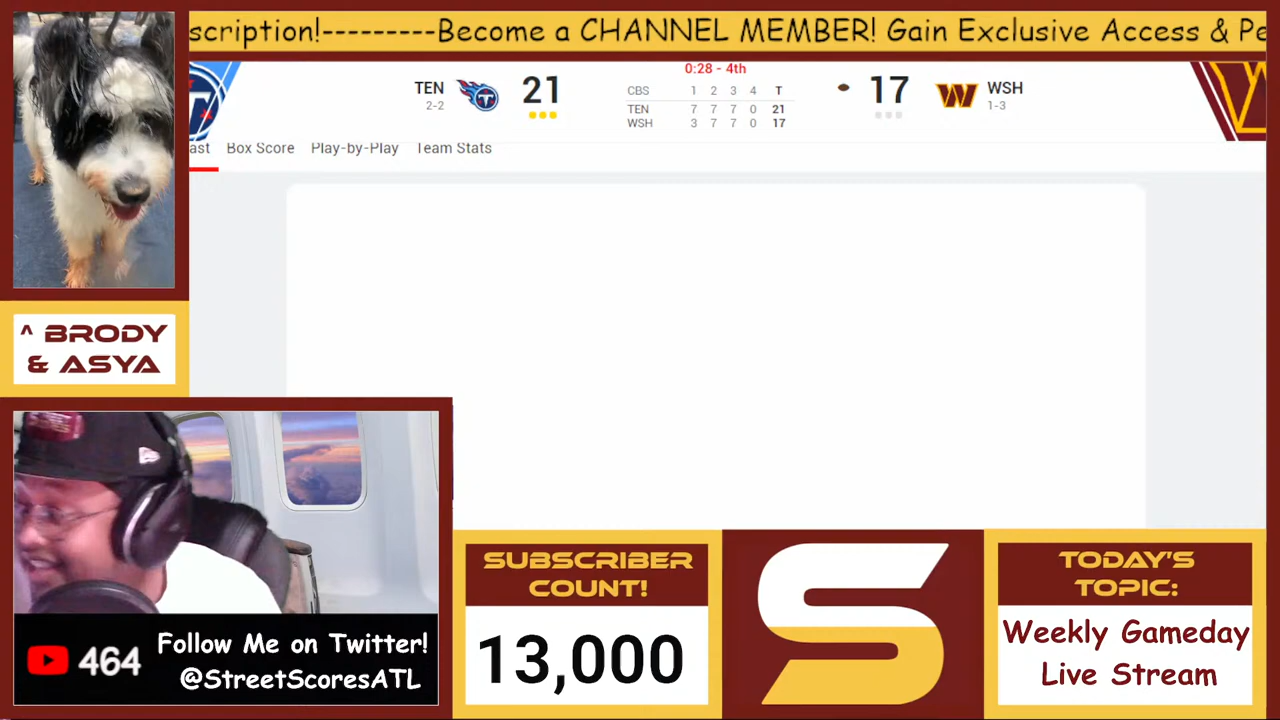 scription!---------Become a CHANNEL MEMBER! Gain Exclusive Access & Pe
0:28 - 4th
TEN 21 CBS 1 2 3 4 T 17 WSH
2-2 TEN 7 7 7 0 21 1-3
WSH 3 7 7 0 17
ast Box Score Play-by-Play Team Stats
^ BRODY
& ASYA
464 Follow Me on Twitter!
@StreetScoresATL
SUBSCRIBER
COUNT!
13,000
TODAY'S
TOPIC:
Weekly Gameday
Live Stream